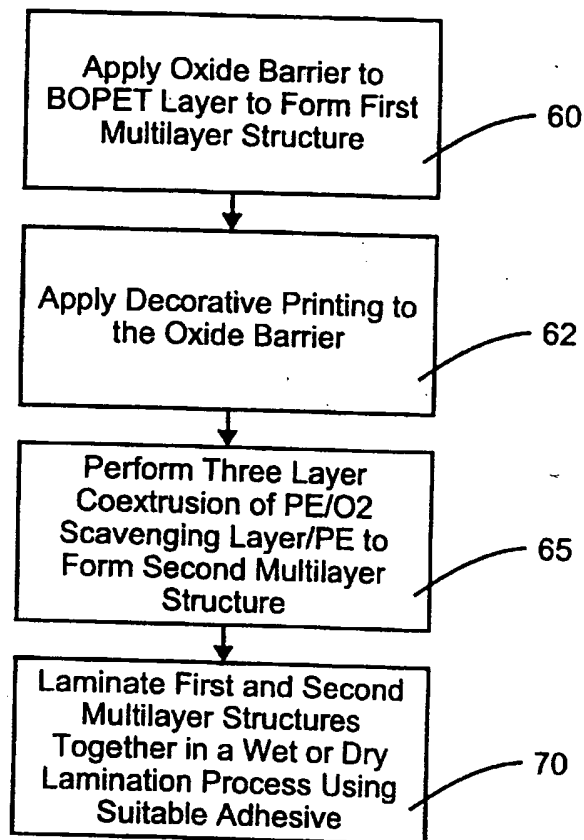 Apply Oxide Barrier to
BOPET Layer to Form First
Multilayer Structure
60
Apply Decorative Printing to
the Oxide Barrier
62
Perform Three Layer
Coextrusion of PE/O2
Scavenging Layer/PE to
Form Second Multilayer
Structure
65
Laminate First and Second
Multilayer Structures
Together in a Wet or Dry
Lamination Process Using
Suitable Adhesive
70